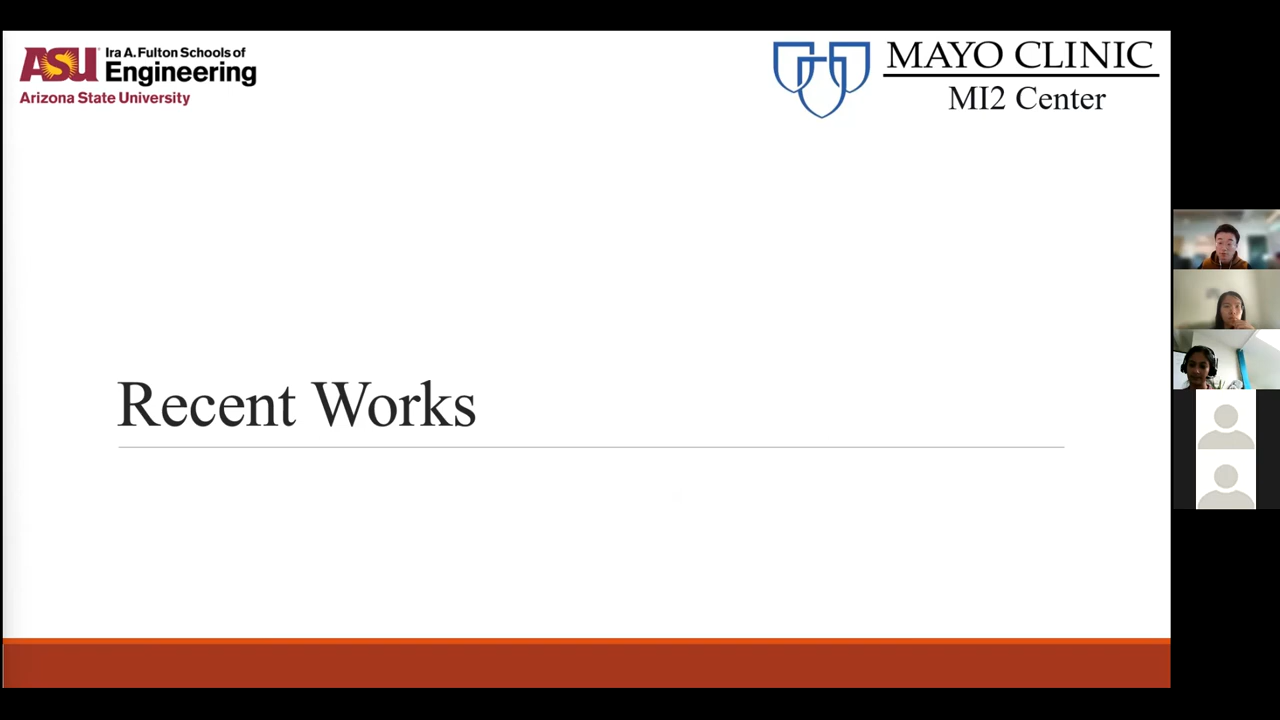 ASU Ira A. Fulton Schools of
Engineering
Arizona State University
MAYO CLINIC
MI2 Center
Recent Works